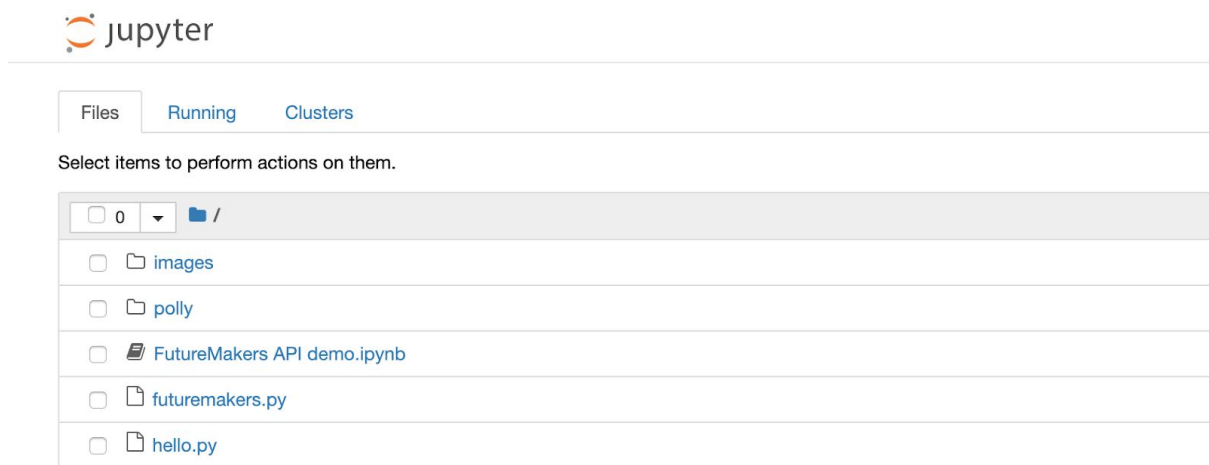 jupyter
Files Running Clusters
Select items to perform actions on them.
0 /
images
polly
FutureMakers API demo.ipynb
futuremakers.py
hello.py